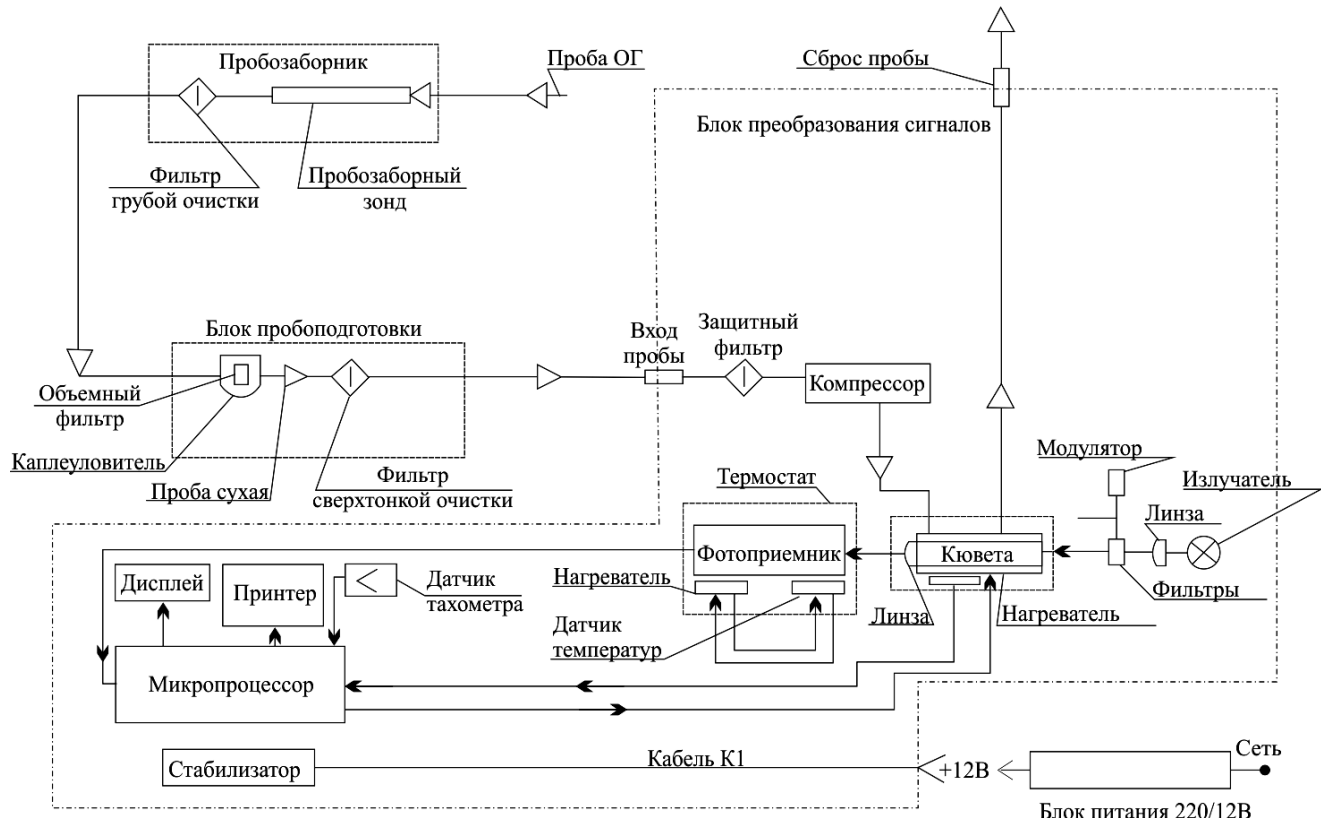 Пробозаборник
Проба ОГ
Сброс пробы
Блок преобразования сигналов
Фильтр
грубой очистки
Пробозаборный
зонд
Блок пробоподготовки
Вход
пробы
Защитный
фильтр
Компрессор
Объемный
фильтр
Каплеуловитель
Проба сухая
Фильтр
сверхтонкой очистки
Термостат
Модулятор
Излучатель
Линза
Фотоприемник
Кювета
Дисплей
Принтер
Датчик
тахометра
Нагреватель
Линза
Фильтры
Нагреватель
Датчик
температур
Микропроцессор
Стабилизатор
Кабель К1
+12В
Сеть
Блок питания 220/12В